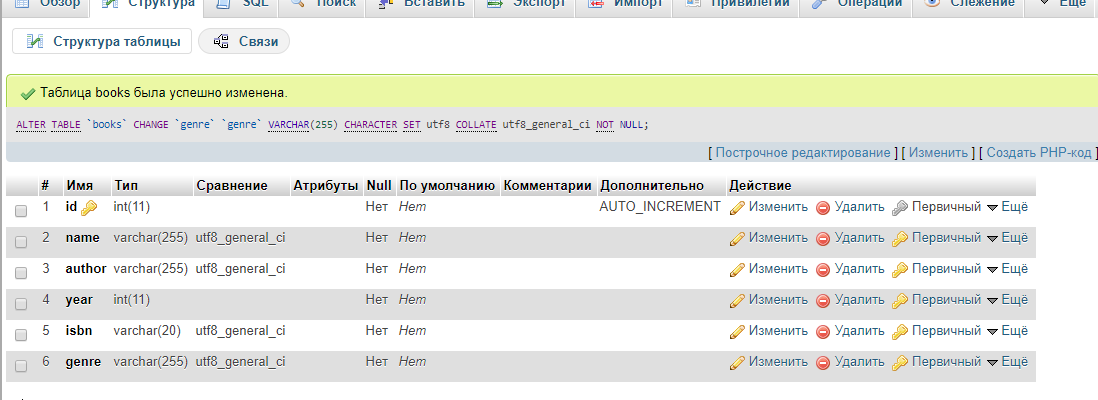 Обзор Структура SQL Поиск Вставить Экспорт Импорт Привилегии Операции Слежение Ещё
Структура таблицы Связи
Таблица books была успешно изменена.
ALTER TABLE `books` CHANGE `genre` `genre` VARCHAR(255) CHARACTER SET utf8 COLLATE utf8_general_ci NOT NULL;
[ Построчное редактирование ] [ Изменить ] [ Создать PHP-код ]
# Имя Тип Сравнение Атрибуты Null По умолчанию Комментарии Дополнительно Действие
1 id int(11) Нет Нет AUTO_INCREMENT Изменить Удалить Первичный Ещё
2 name varchar(255) utf8_general_ci Нет Нет Изменить Удалить Первичный Ещё
3 author varchar(255) utf8_general_ci Нет Нет Изменить Удалить Первичный Ещё
4 year int(11) Нет Нет Изменить Удалить Первичный Ещё
5 isbn varchar(20) utf8_general_ci Нет Нет Изменить Удалить Первичный Ещё
6 genre varchar(255) utf8_general_ci Нет Нет Изменить Удалить Первичный Ещё